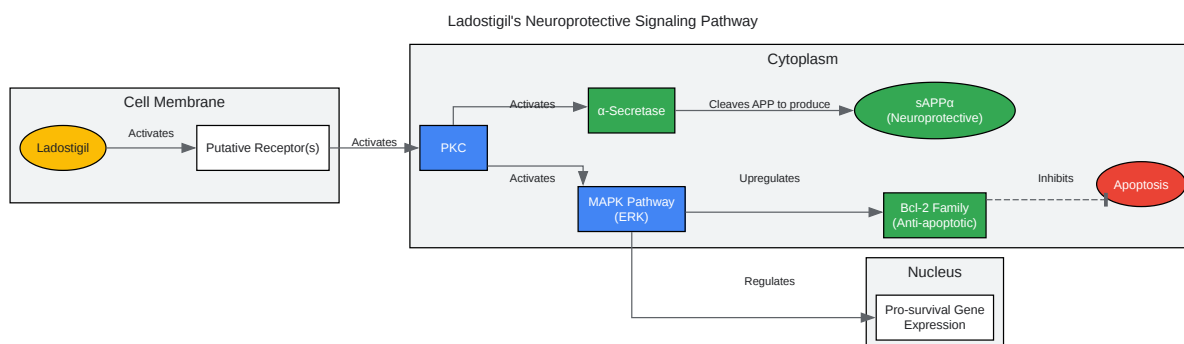 Ladostigil's Neuroprotective Signaling Pathway
Cell Membrane
Ladostigil
Activates
Putative Receptor(s)
Activates
Cytoplasm
PKC
Activates
α-Secretase
Cleaves APP to produce
sAPPα
(Neuroprotective)
Activates
MAPK Pathway
(ERK)
Upregulates
Bcl-2 Family
(Anti-apoptotic)
Inhibits
Apoptosis
Regulates
Nucleus
Pro-survival Gene
Expression